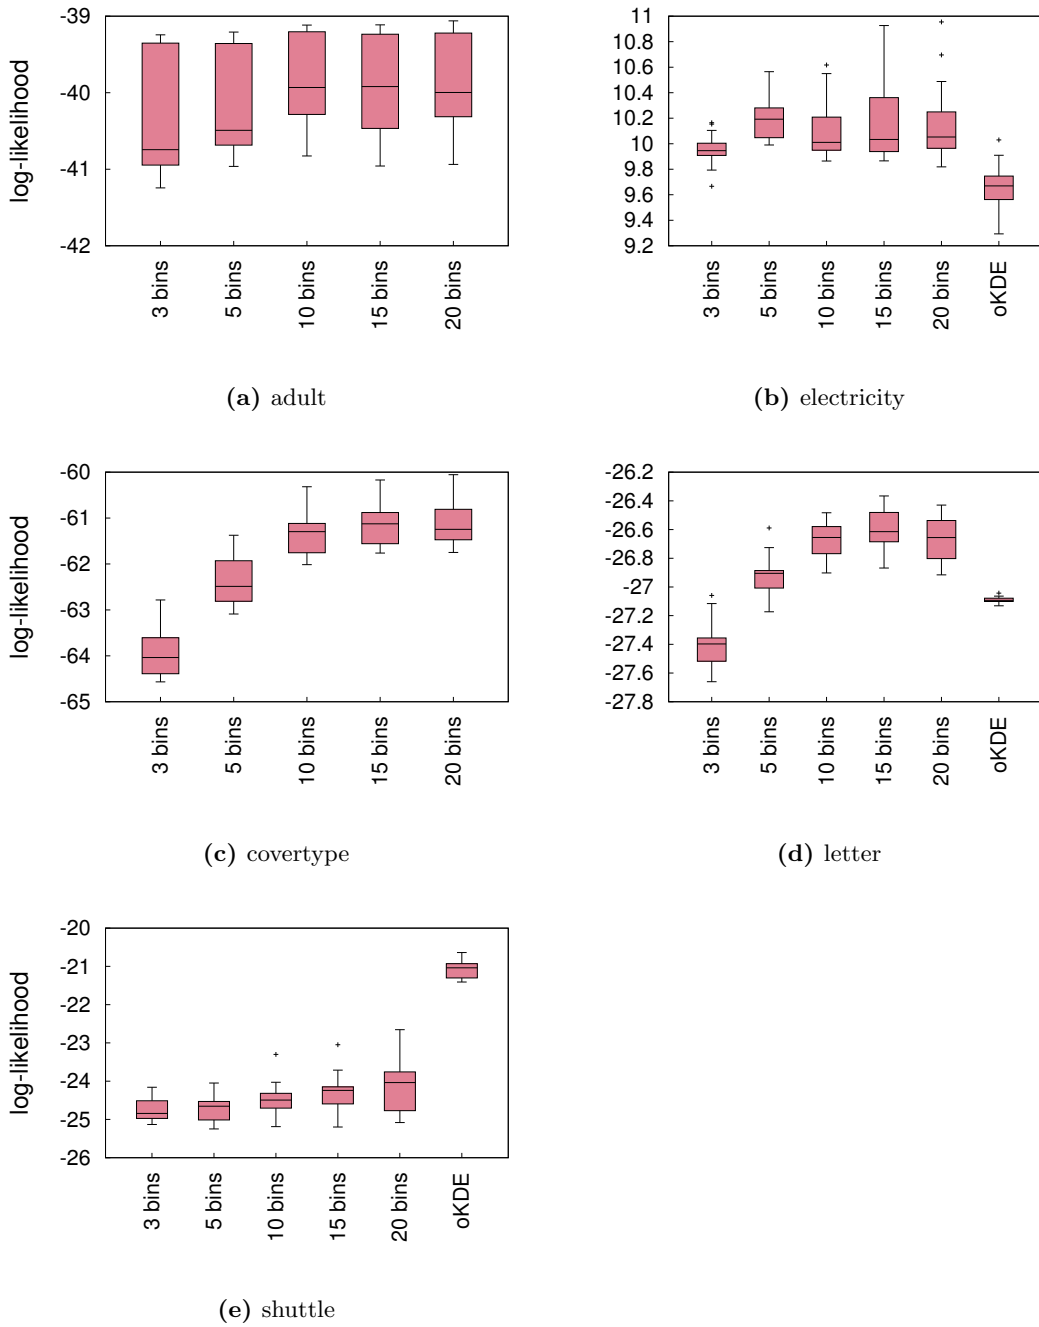 log-likelihood
-39
-40
-41
-42
3 bins
5 bins
10 bins
15 bins
20 bins
(a) adult
11
10.8
10.6
10.4
10.2
10
9.8
9.6
9.4
9.2
3 bins
5 bins
10 bins
15 bins
20 bins
oKDE
(b) electricity
log-likelihood
-60
-61
-62
-63
-64
-65
3 bins
5 bins
10 bins
15 bins
20 bins
(c) covertype
-26.2
-26.4
-26.6
-26.8
-27
-27.2
-27.4
-27.6
-27.8
3 bins
5 bins
10 bins
15 bins
20 bins
oKDE
(d) letter
log-likelihood
-20
-21
-22
-23
-24
-25
-26
3 bins
5 bins
10 bins
15 bins
20 bins
oKDE
(e) shuttle